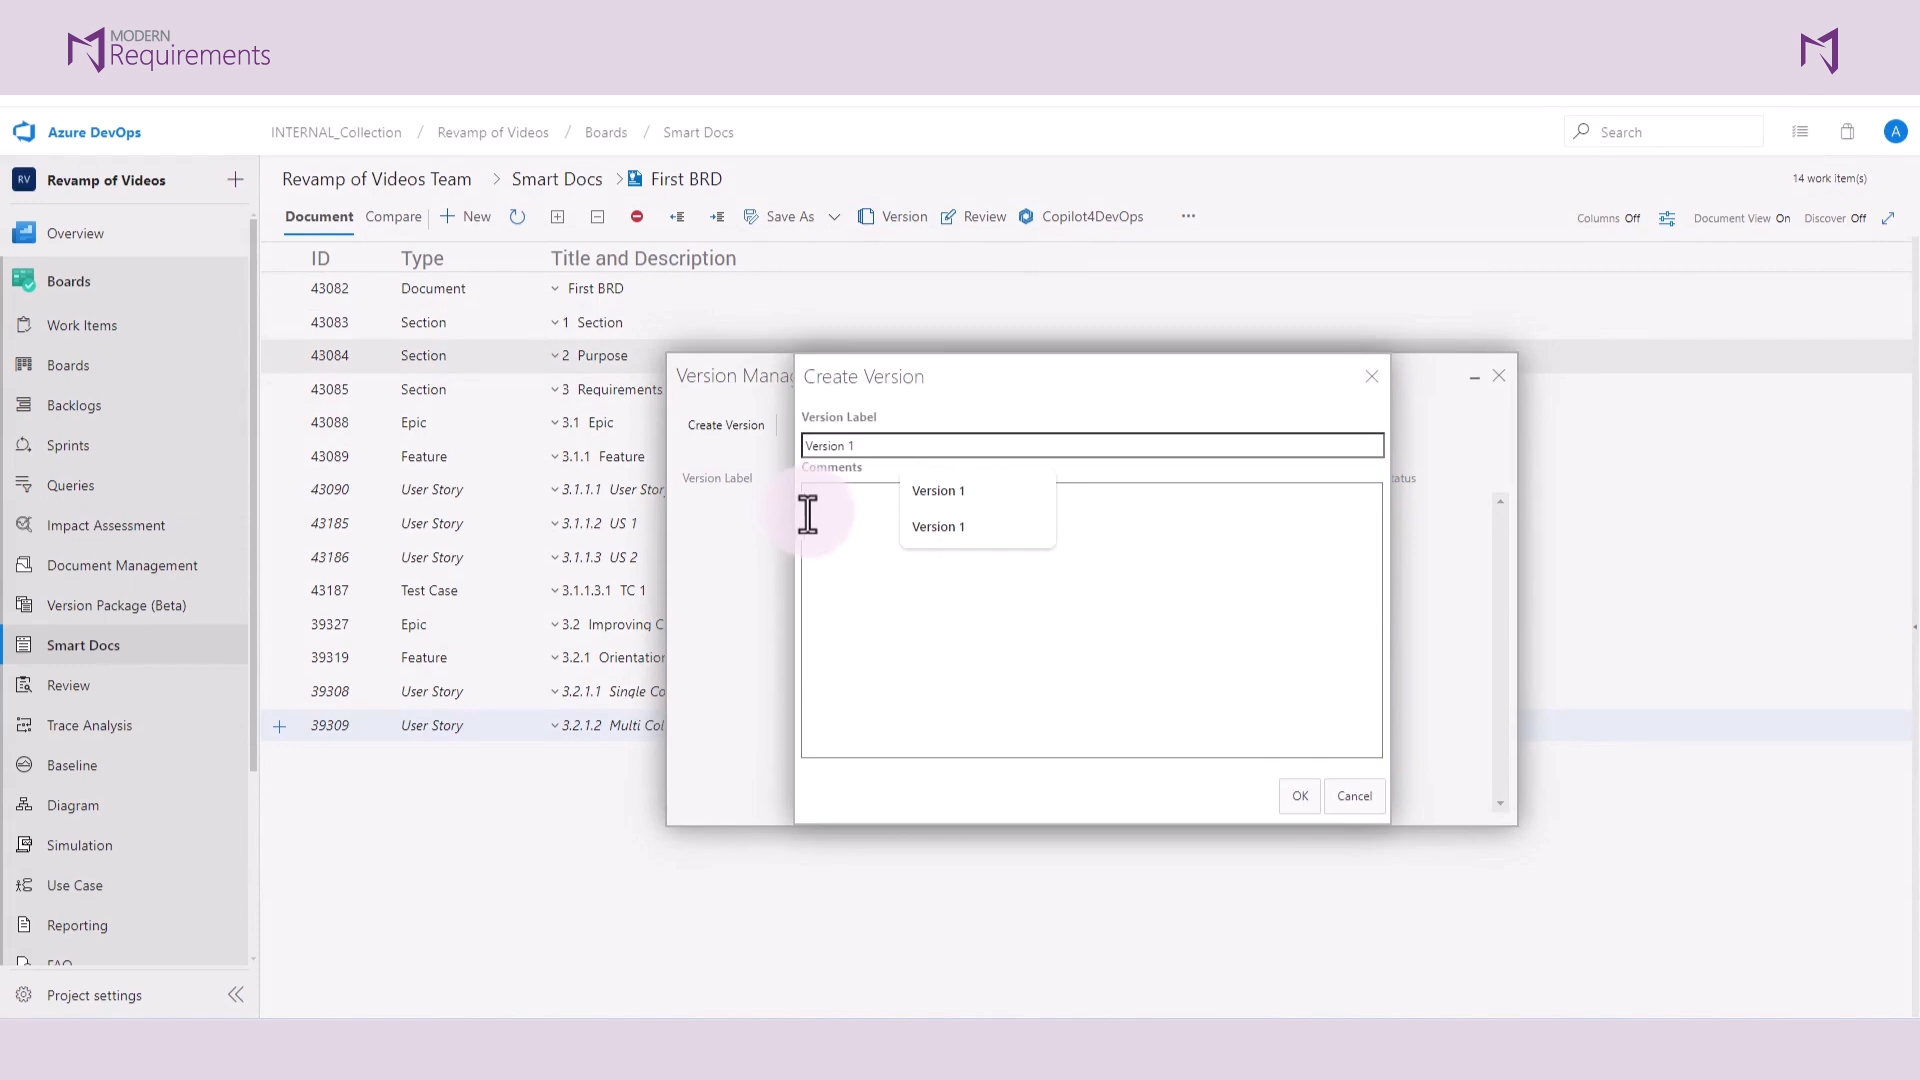 MODERN
Requirements
Azure DevOps
INTERNAL_Collection / Revamp of Videos / Boards / Smart Docs
Search
A
RV Revamp of Videos
Revamp of Videos Team > Smart Docs > First BRD
14 work item(s)
Document Compare New Save As Version Review Copilot4DevOps ...
Columns Off Document View On Discover Off
Overview
Boards
Work Items
Boards
Backlogs
Sprints
Queries
Impact Assessment
Document Management
Version Package (Beta)
Smart Docs
Review
Trace Analysis
Baseline
Diagram
Simulation
Use Case
Reporting
FAQ
Project settings
ID Type Title and Description
43082 Document First BRD
43083 Section 1 Section
43084 Section 2 Purpose
43085 Section 3 Requirements
43088 Epic 3.1 Epic
43089 Feature 3.1.1 Feature
43090 User Story 3.1.1.1 User Stor
43185 User Story 3.1.1.2 US 1
43186 User Story 3.1.1.3 US 2
43187 Test Case 3.1.1.3.1 TC 1
39327 Epic 3.2 Improving C
39319 Feature 3.2.1 Orientation
39308 User Story 3.2.1.1 Single Co
39309 User Story 3.2.1.2 Multi Col
Version Manag
Create Version
Version Label
tatus
Create Version
Version Label
Version 1
Comments
Version 1
Version 1
OK Cancel